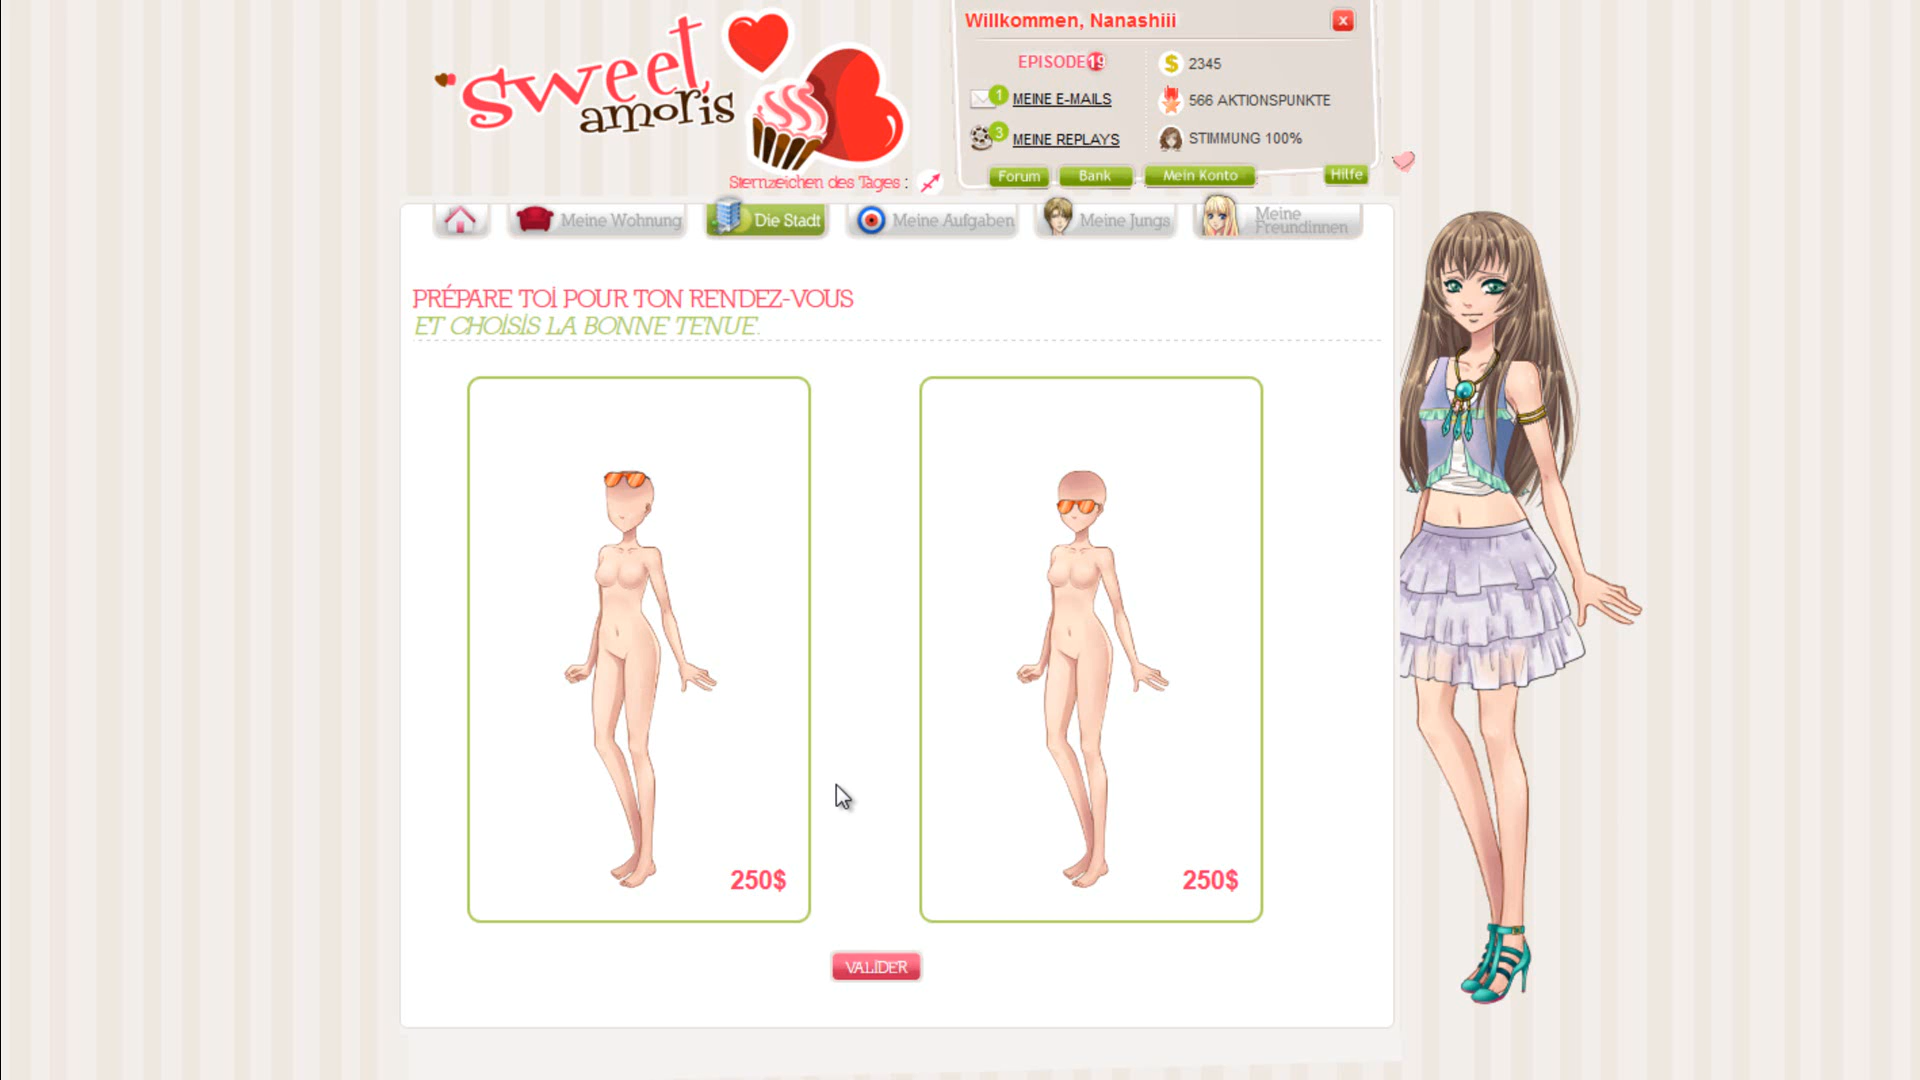 sweet
amoris
Sternzeichen des Tages :
Willkommen, Nanashiii
x
EPISODE 19
$ 2345
1 MEINE E-MAILS
566 AKTIONSPUNKTE
3 MEINE REPLAYS
STIMMUNG 100%
Forum
Bank
Mein Konto
Hilfe
Meine Wohnung
Die Stadt
Meine Aufgaben
Meine Jungs
Meine
Freundinnen
PRÉPARE TOI POUR TON RENDEZ-VOUS
ET CHOISIS LA BONNE TENUE.
250$
250$
VALIDER